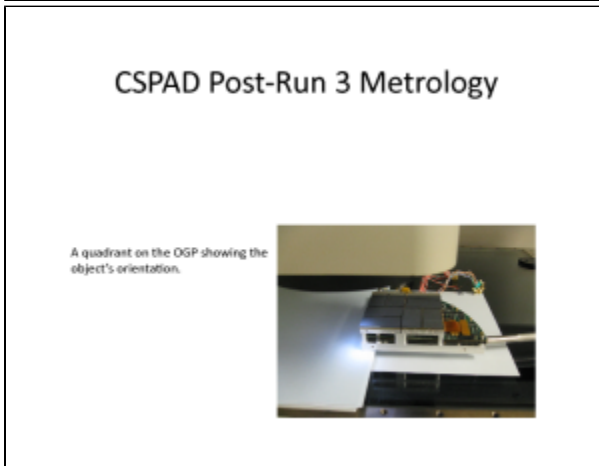 CSPAD Post-Run 3 Metrology
A quadrant on the OGP showing the
object's orientation.